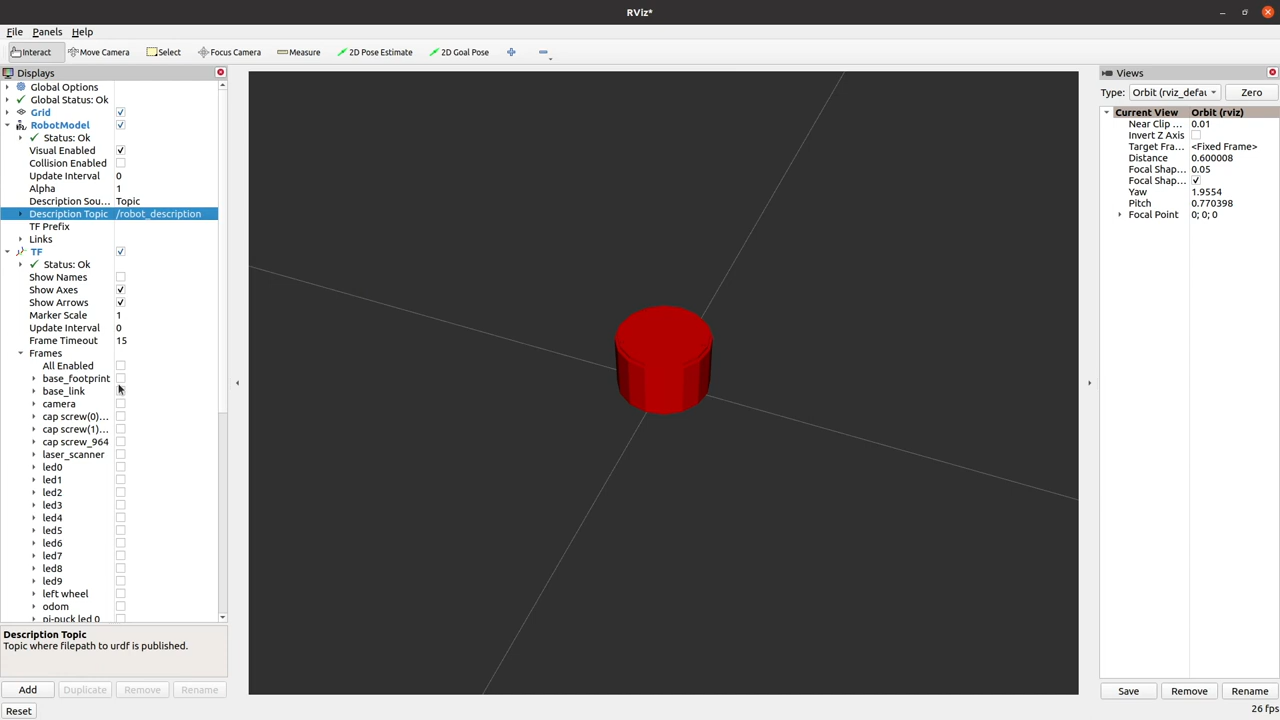 RViz*
File Panels Help
Interact Move Camera Select Focus Camera Measure 2D Pose Estimate 2D Goal Pose
Displays
Global Options
Global Status: Ok
Grid
RobotModel
Status: Ok
Visual Enabled
Collision Enabled
Update Interval 0
Alpha 1
Description Sou... Topic
Description Topic /robot_description
TF Prefix
Links
TF
Status: Ok
Show Names
Show Axes
Show Arrows
Marker Scale 1
Update Interval 0
Frame Timeout 15
Frames
All Enabled
base_footprint
base_link
camera
cap screw(0)...
cap screw(1)...
cap screw_964
laser_scanner
led0
led1
led2
led3
led4
led5
led6
led7
led8
led9
left wheel
odom
pi-puck led 0
Description Topic
Topic where filepath to urdf is published.
Add Duplicate Remove Rename
Reset
Views
Type: Orbit (rviz_defau Zero
Current View Orbit (rviz)
Near Clip ... 0.01
Invert Z Axis
Target Fra... <Fixed Frame>
Distance 0.600008
Focal Shap... 0.05
Focal Shap...
Yaw 1.9554
Pitch 0.770398
Focal Point 0; 0; 0
Save Remove Rename
26 fps